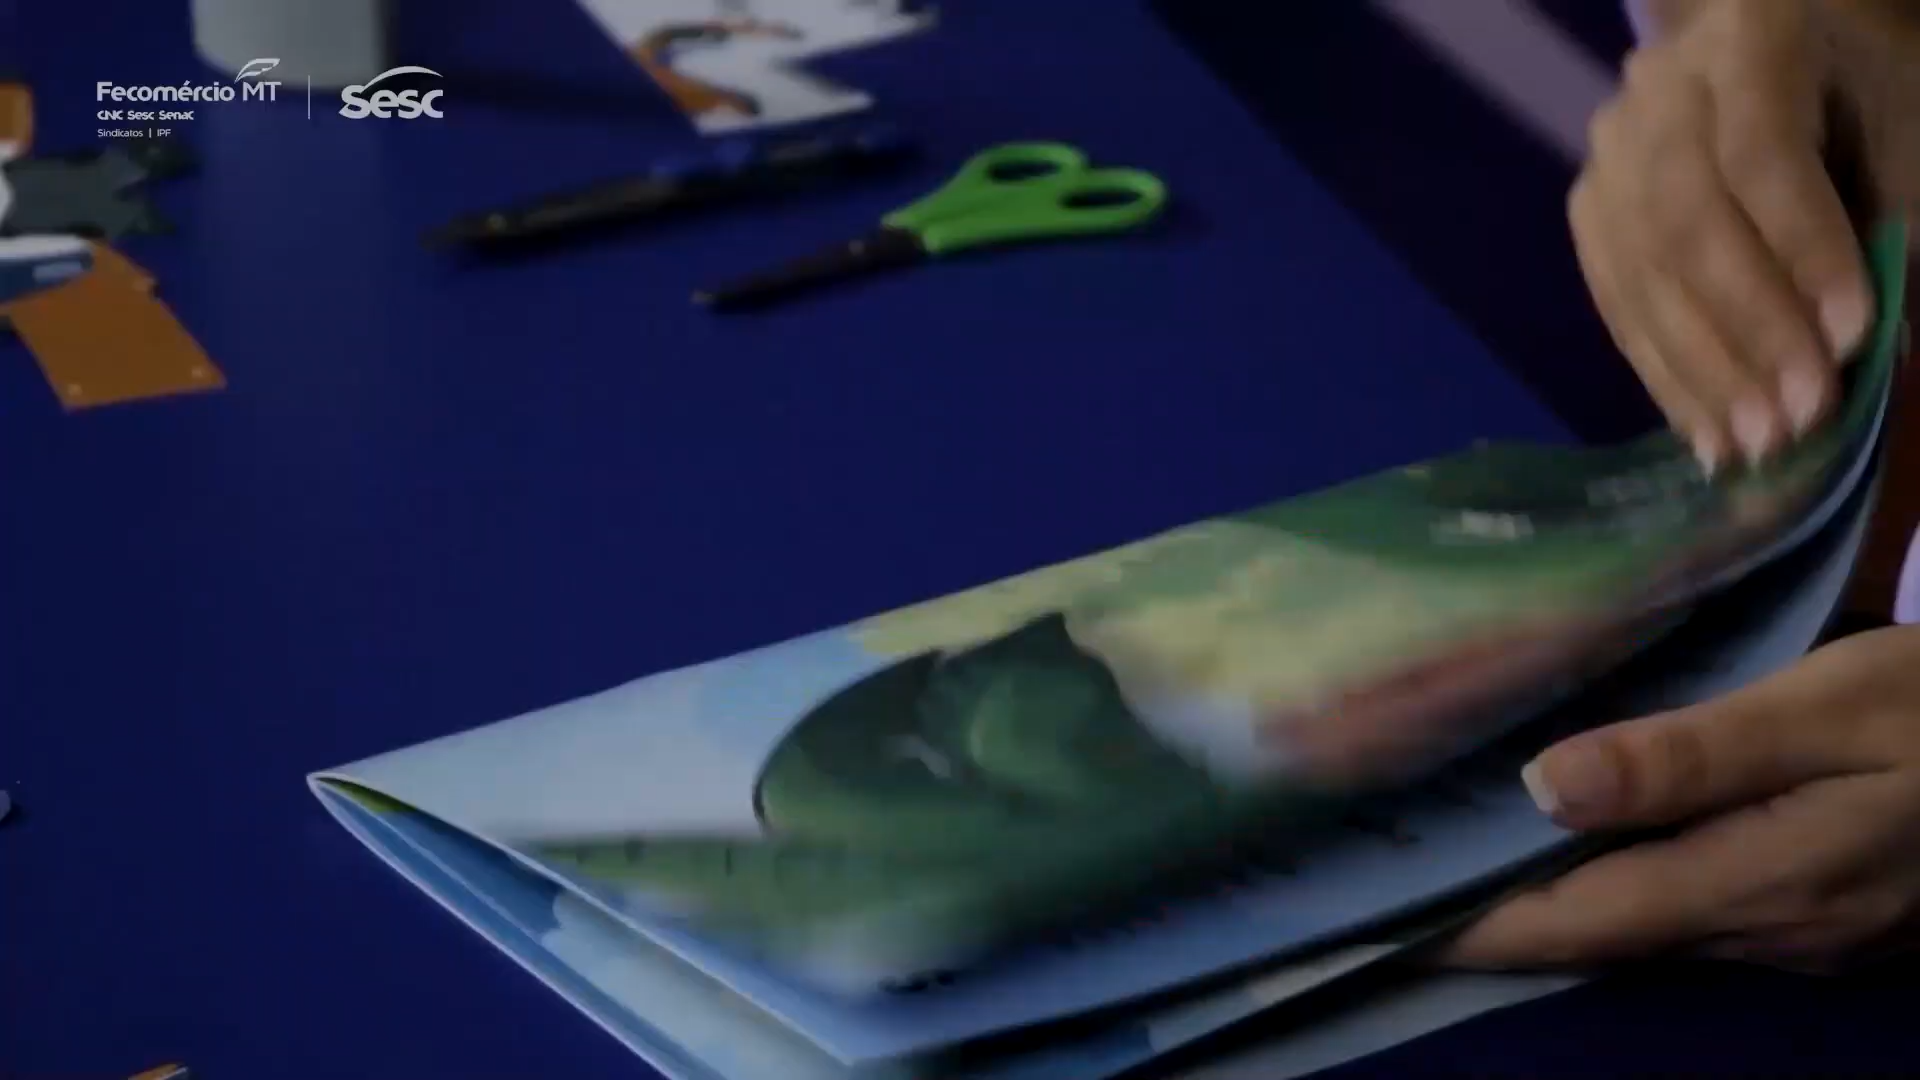 Fecomércio MT
CNC Sesc Senac
Sindicatos | IPF
Sesc